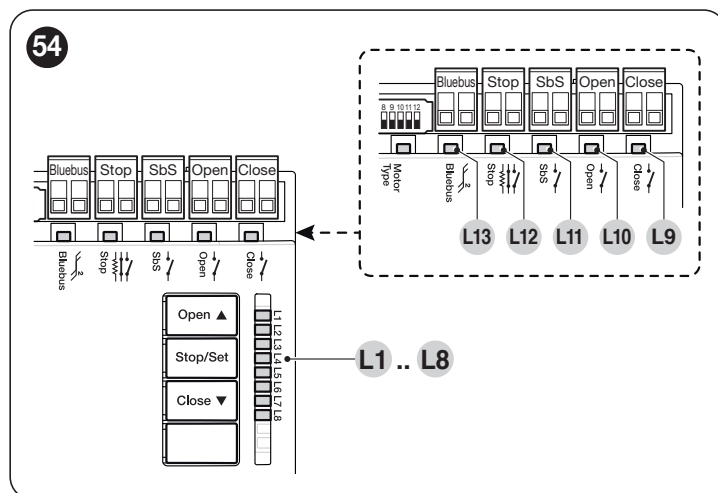 54
Bluebus Stop SbS Open Close
8 9 10 11 12
Motor Type
Bluebus
2
Stop
SbS
Open
Close
L13 L12 L11 L10 L9
Bluebus Stop SbS Open Close
Bluebus
2
Stop
SbS
Open
Close
Open ▲
Stop/Set
Close ▼
L1
L2
L3
L4
L5
L6
L7
L8
L1 .. L8